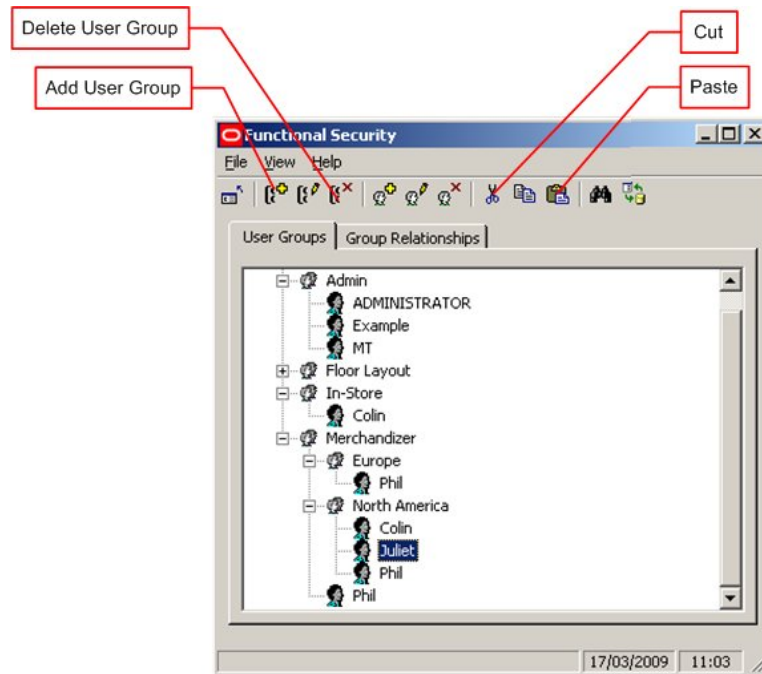 Delete User Group
Cut
Add User Group
Paste
Functional Security
File View Help
User Groups Group Relationships
Admin
ADMINISTRATOR
Example
MT
Floor Layout
In-Store
Colin
Merchandizer
Europe
Phil
North America
Colin
Juliet
Phil
Phil
17/03/2009 11:03